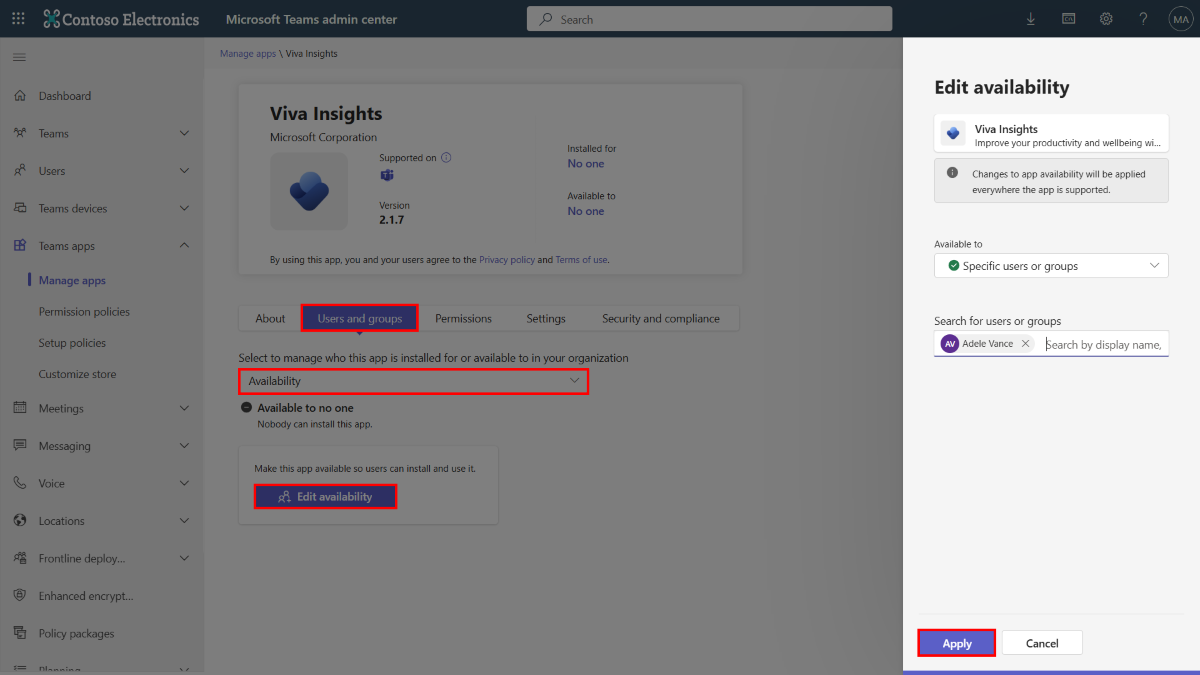 Contoso Electronics
Microsoft Teams admin center
Search
MA
Dashboard
Teams
Users
Teams devices
Teams apps
Manage apps
Permission policies
Setup policies
Customize store
Meetings
Messaging
Voice
Locations
Frontline deploy...
Enhanced encrypt...
Policy packages
Planning
Manage apps \ Viva Insights
Viva Insights
Microsoft Corporation
Supported on
Version
2.1.7
Installed for
No one
Available to
No one
By using this app, you and your users agree to the Privacy policy and Terms of use.
About
Users and groups
Permissions
Settings
Security and compliance
Select to manage who this app is installed for or available to in your organization
Availability
Available to no one
Nobody can install this app.
Make this app available so users can install and use it.
Edit availability
Edit availability
Viva Insights
Improve your productivity and wellbeing wi...
Changes to app availability will be applied
everywhere the app is supported.
Available to
Specific users or groups
Search for users or groups
AV Adele Vance
Search by display name,
Apply
Cancel